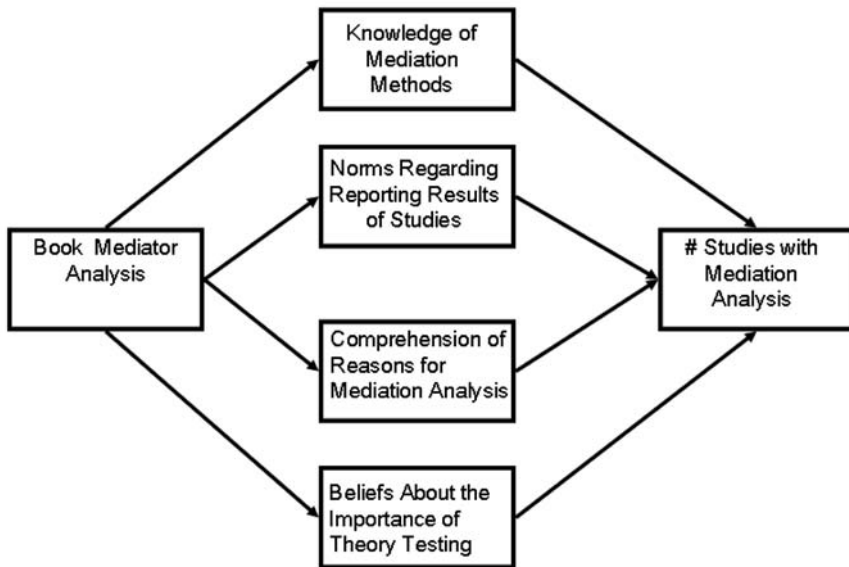 Knowledge of
Mediation
Methods
Norms Regarding
Reporting Results
of Studies
Book Mediator
Analysis
# Studies with
Mediation
Analysis
Comprehension of
Reasons for
Mediation Analysis
Beliefs About the
Importance of
Theory Testing